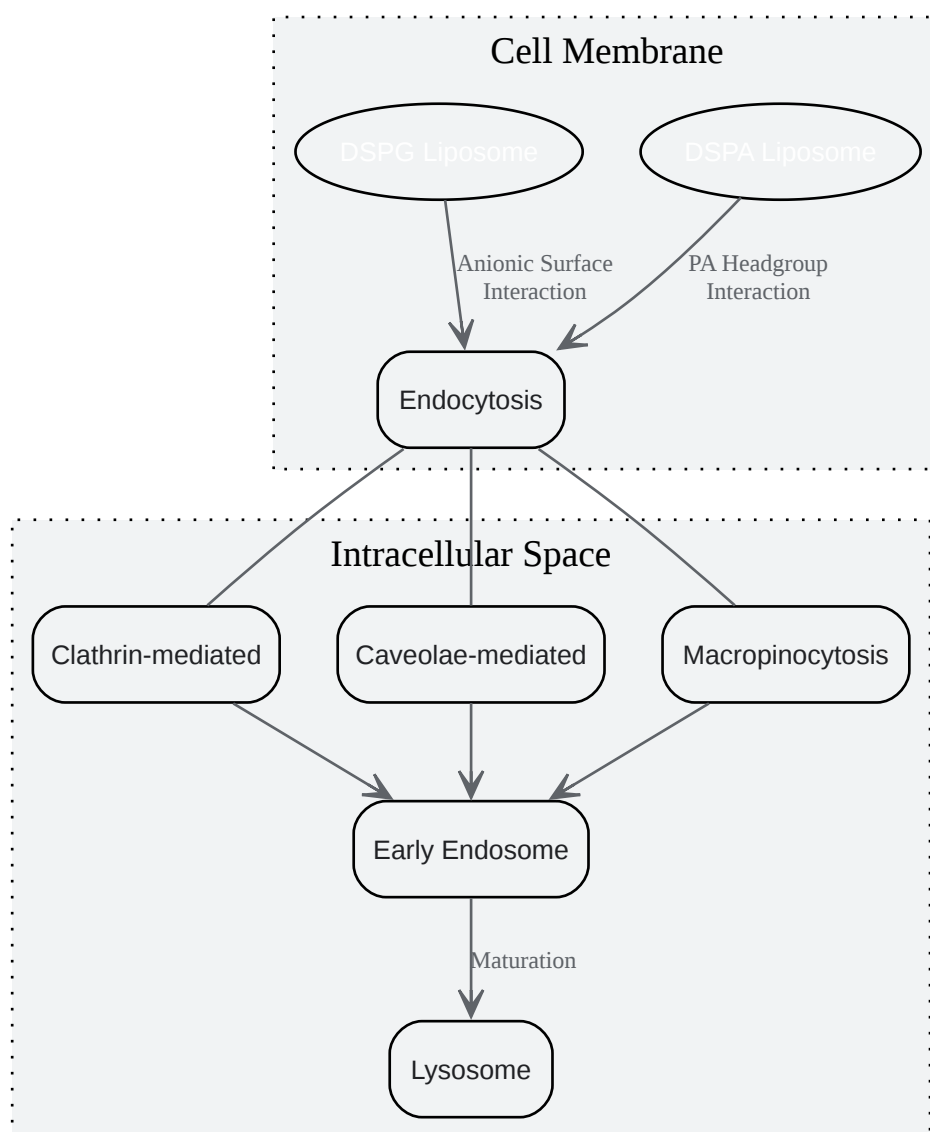 Cell Membrane
DSPG Liposome
DSPA Liposome
Anionic Surface
Interaction
PA Headgroup
Interaction
Endocytosis
Intracellular Space
Clathrin-mediated
Caveolae-mediated
Macropinocytosis
Early Endosome
Maturation
Lysosome